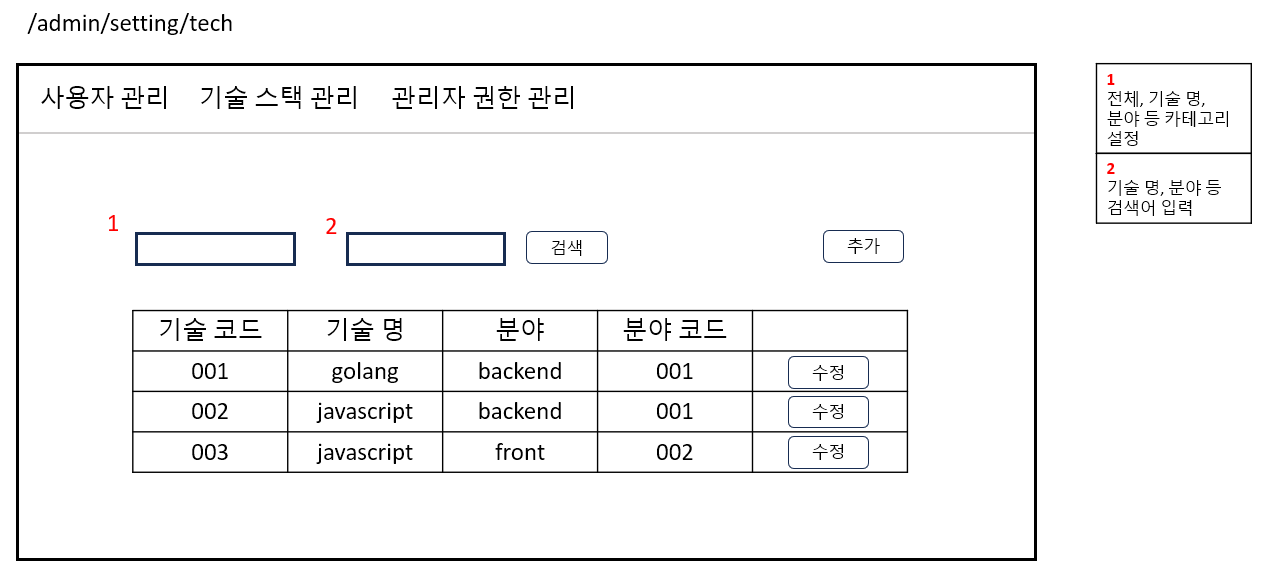 /admin/setting/tech
사용자 관리 기술 스택 관리 관리자 권한 관리
1
전체, 기술 명,
분야 등 카테고리
설정
2
기술 명, 분야 등
검색어 입력
1 2 검색 추가
기술 코드 기술 명 분야 분야 코드
001 golang backend 001 수정
002 javascript backend 001 수정
003 javascript front 002 수정